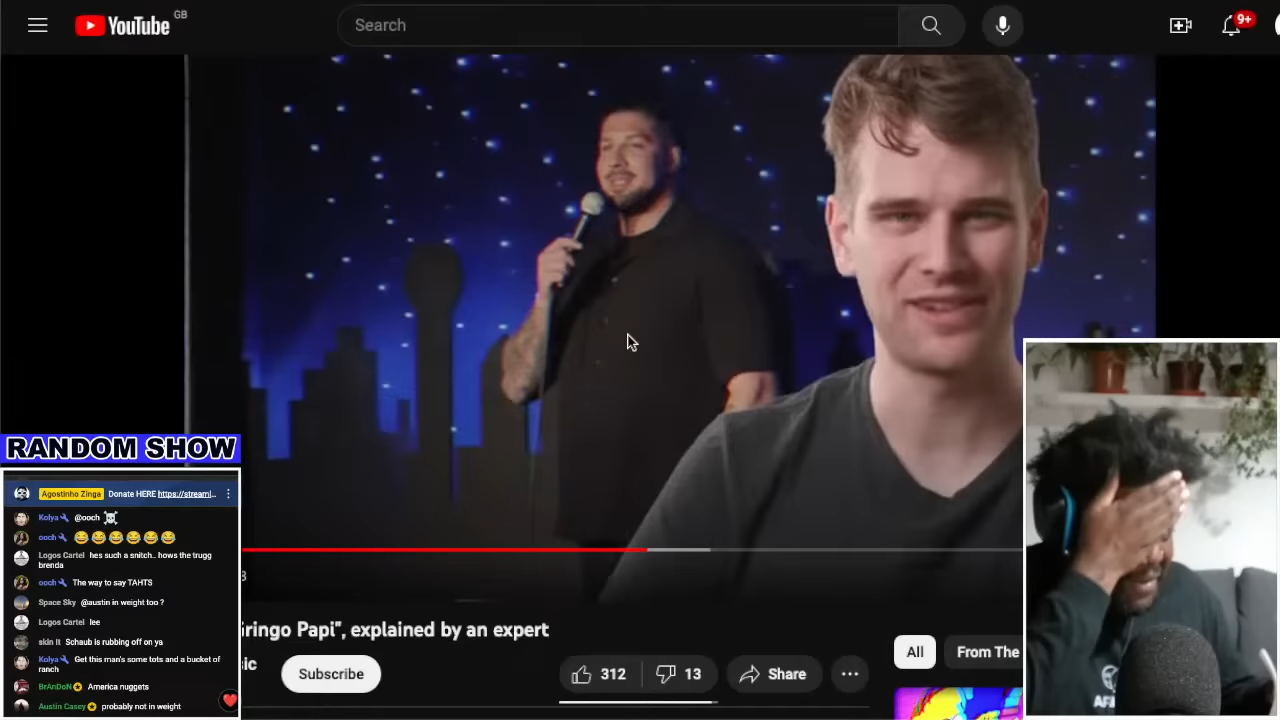 YouTube GB
Search
9+
RANDOM SHOW
Agostinho Zinga Donate HERE https://streaml...
Kolya @ooch
ooch
Logos Cartel hes such a snitch.. hows the trugg
brenda
ooch The way to say TAHTS
Space Sky @austin in weight too ?
Logos Cartel lee
skin It Schaub is rubbing off on ya
Kolya Get this man's some tots and a bucket of
ranch
BrAnDoN America nuggets
Austin Casey probably not in weight
ringo Papi", explained by an expert
sic
Subscribe
312
13
Share
All
From The